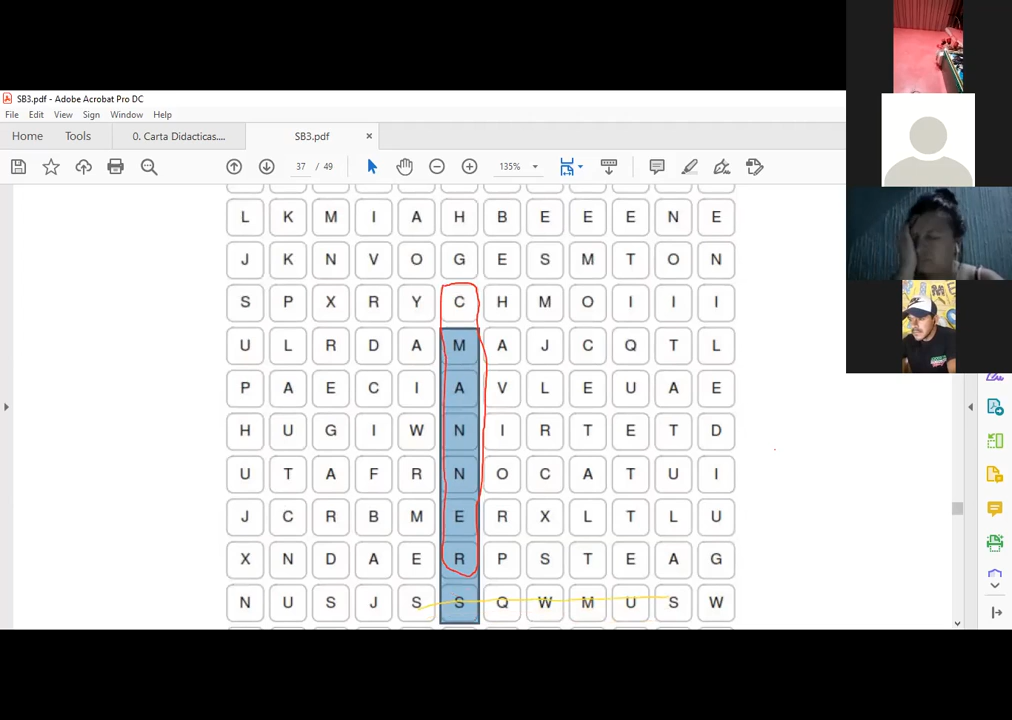 SB3.pdf - Adobe Acrobat Pro DC
File Edit View Sign Window Help
Home Tools 0. Carta Didacticas.... SB3.pdf ×
37 / 49 135%
L K M I A H B E E E N E
J K N V O G E S M T O N
S P X R Y C H M O I I I
U L R D A M A J C Q T L
P A E C I A V L E U A E
H U G I W N I R T E T D
U T A F R N O C A T U I
J C R B M E R X L T L U
X N D A E R P S T E A G
N U S J S S Q W M U S W